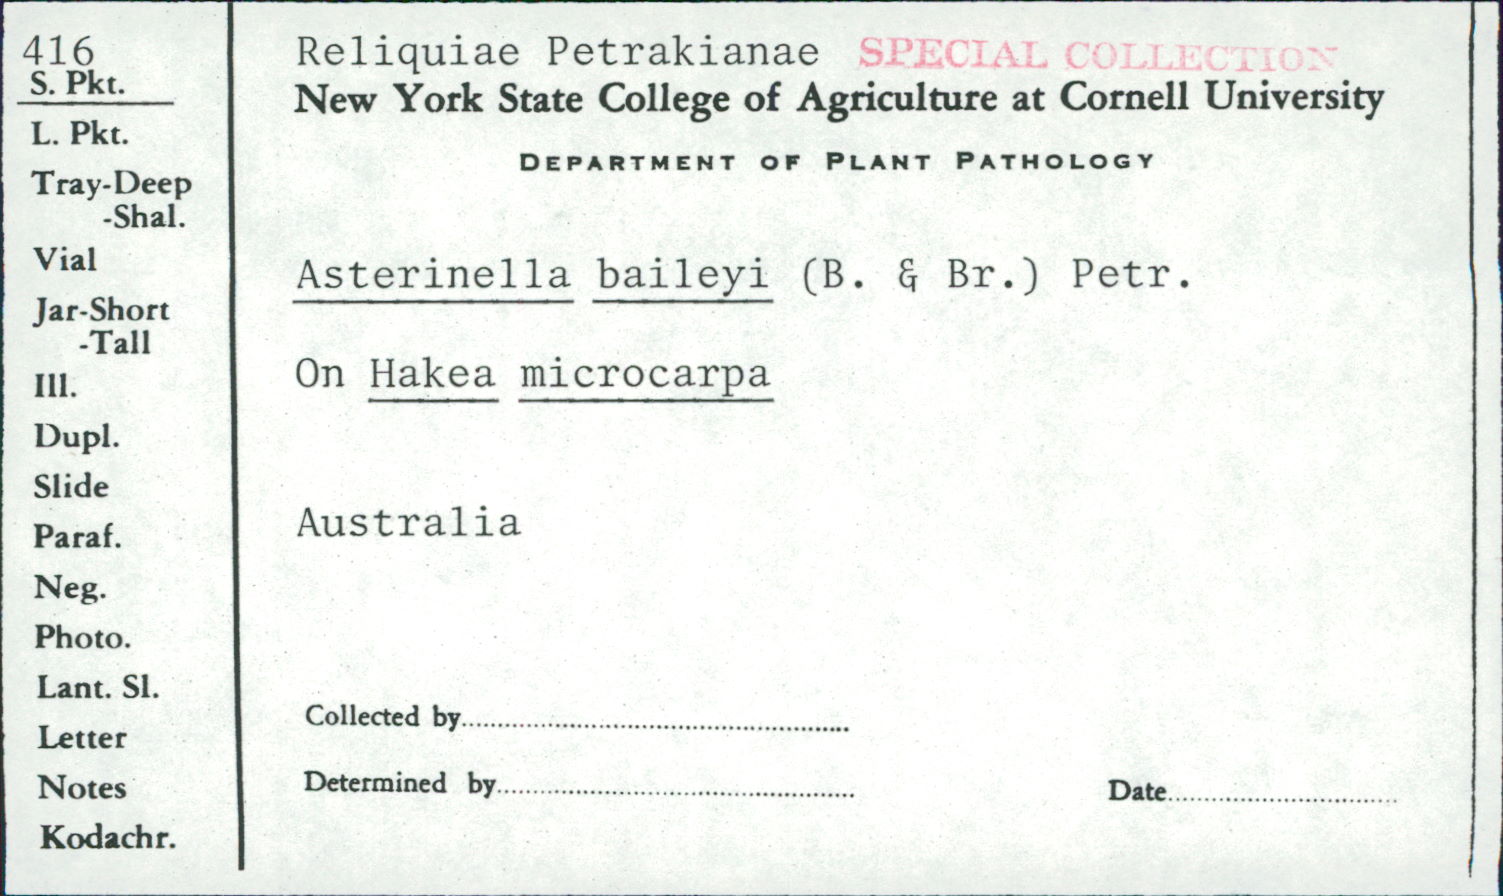 416
S. Pkt.
L. Pkt.
Tray-Deep
-Shal.
Vial
Jar-Short
-Tall
Ill.
Dupl.
Slide
Paraf.
Neg.
Photo.
Lant. Sl.
Letter
Notes
Kodachr.
Reliquiae Petrakianae SPECIAL COLLECTION
New York State College of Agriculture at Cornell University
DEPARTMENT OF PLANT PATHOLOGY
Asterinella baileyi (B. & Br.) Petr.
On Hakea microcarpa
Australia
Collected by
Determined by
Date